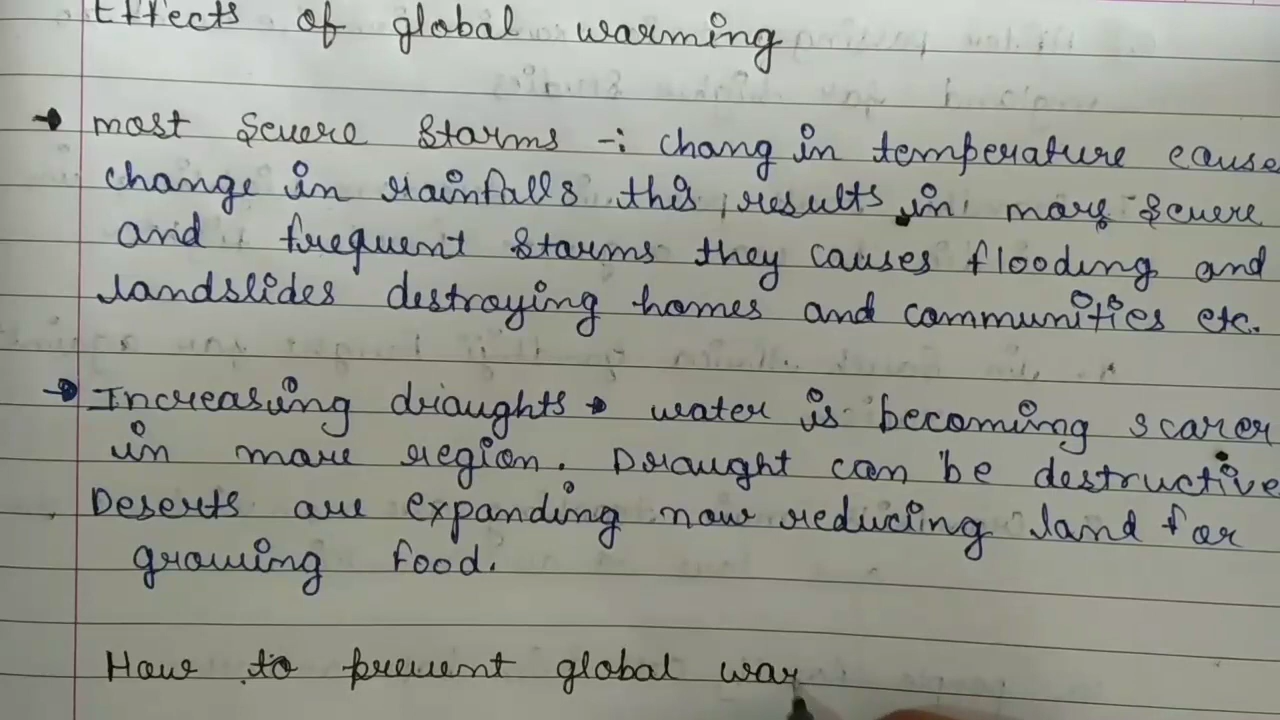 Effects of global warming
→ most severe storms -: chang in temperature cause
change in rainfalls this results in more severe
and frequent storms they causes flooding and
landslides destroying homes and communities etc.
→ Increasing draughts → water is becoming scarer
in more region. Draught can be destructive
Deserts are expanding now reducing land for
growing food.
How to prevent global war